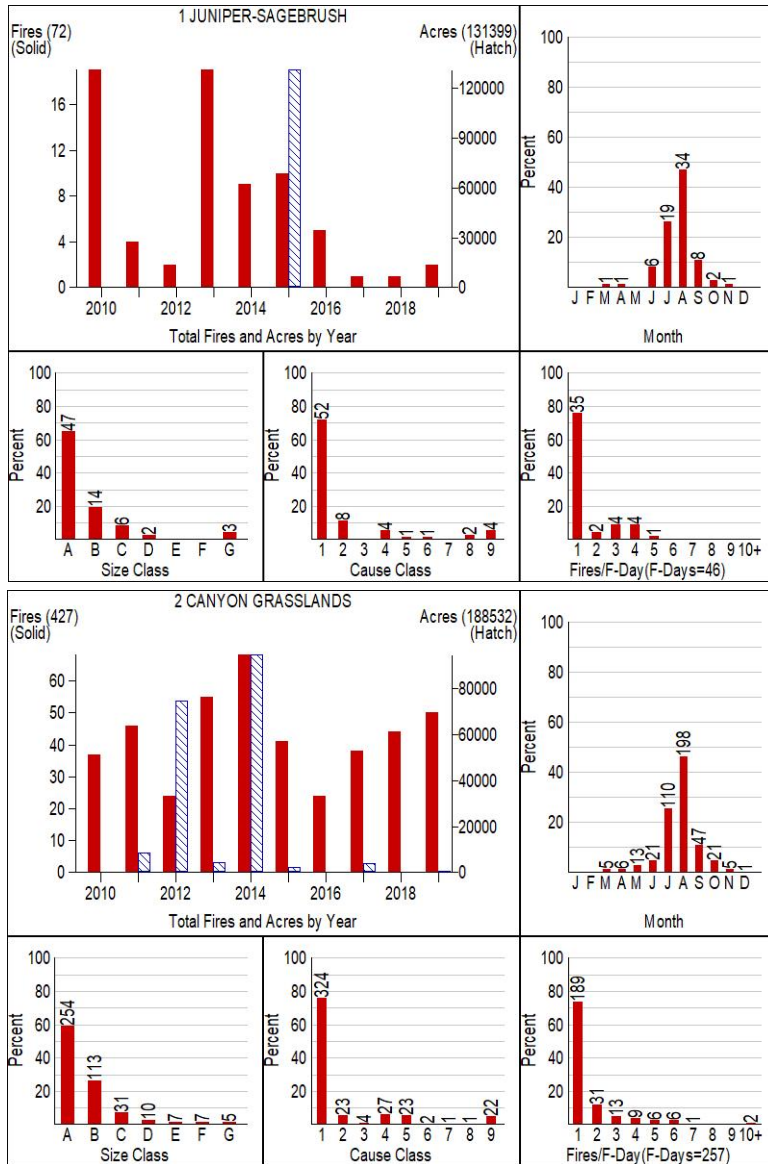 1 JUNIPER-SAGEBRUSH
Fires (72) Acres (131399)
(Solid) (Hatch)
16
12
8
4
0
120000
90000
60000
30000
0
2010 2012 2014 2016 2018
Total Fires and Acres by Year
Percent
100
80
60
40
20
1 1 6 19 34 8 2 1
J F M A M J J A S O N D
Month
Percent
100
80
60
40
20
47 14 6 2 3
A B C D E F G
Size Class
Percent
100
80
60
40
20
52 8 4 1 1 2 4
1 2 3 4 5 6 7 8 9
Cause Class
Percent
100
80
60
40
20
35 2 4 4 1
1 2 3 4 5 6 7 8 9 10+
Fires/F-Day(F-Days=46)
2 CANYON GRASSLANDS
Fires (427) Acres (188532)
(Solid) (Hatch)
60
50
40
30
20
10
0
80000
60000
40000
20000
0
2010 2012 2014 2016 2018
Total Fires and Acres by Year
Percent
100
80
60
40
20
5 6 13 21 110 198 47 21 5 1
J F M A M J J A S O N D
Month
Percent
100
80
60
40
20
254 113 31 10 7 7 5
A B C D E F G
Size Class
Percent
100
80
60
40
20
324 23 4 27 23 2 1 1 22
1 2 3 4 5 6 7 8 9
Cause Class
Percent
100
80
60
40
20
189 31 13 9 6 6 1 2
1 2 3 4 5 6 7 8 9 10+
Fires/F-Day(F-Days=257)